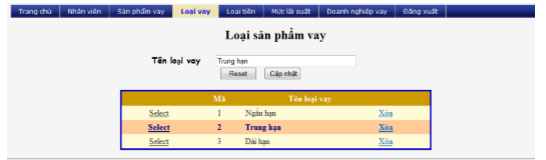 Trang chủ Nhân viên Sản phẩm vay Loại vay Loại tiền Mức lãi suất Doanh nghiệp vay Đăng xuất
Loại sản phẩm vay
Tên loại vay Trung hạn
Reset Cập nhật
Mã Tên loại vay
Select 1 Ngắn hạn Xóa
Select 2 Trung hạn Xóa
Select 3 Dài hạn Xóa